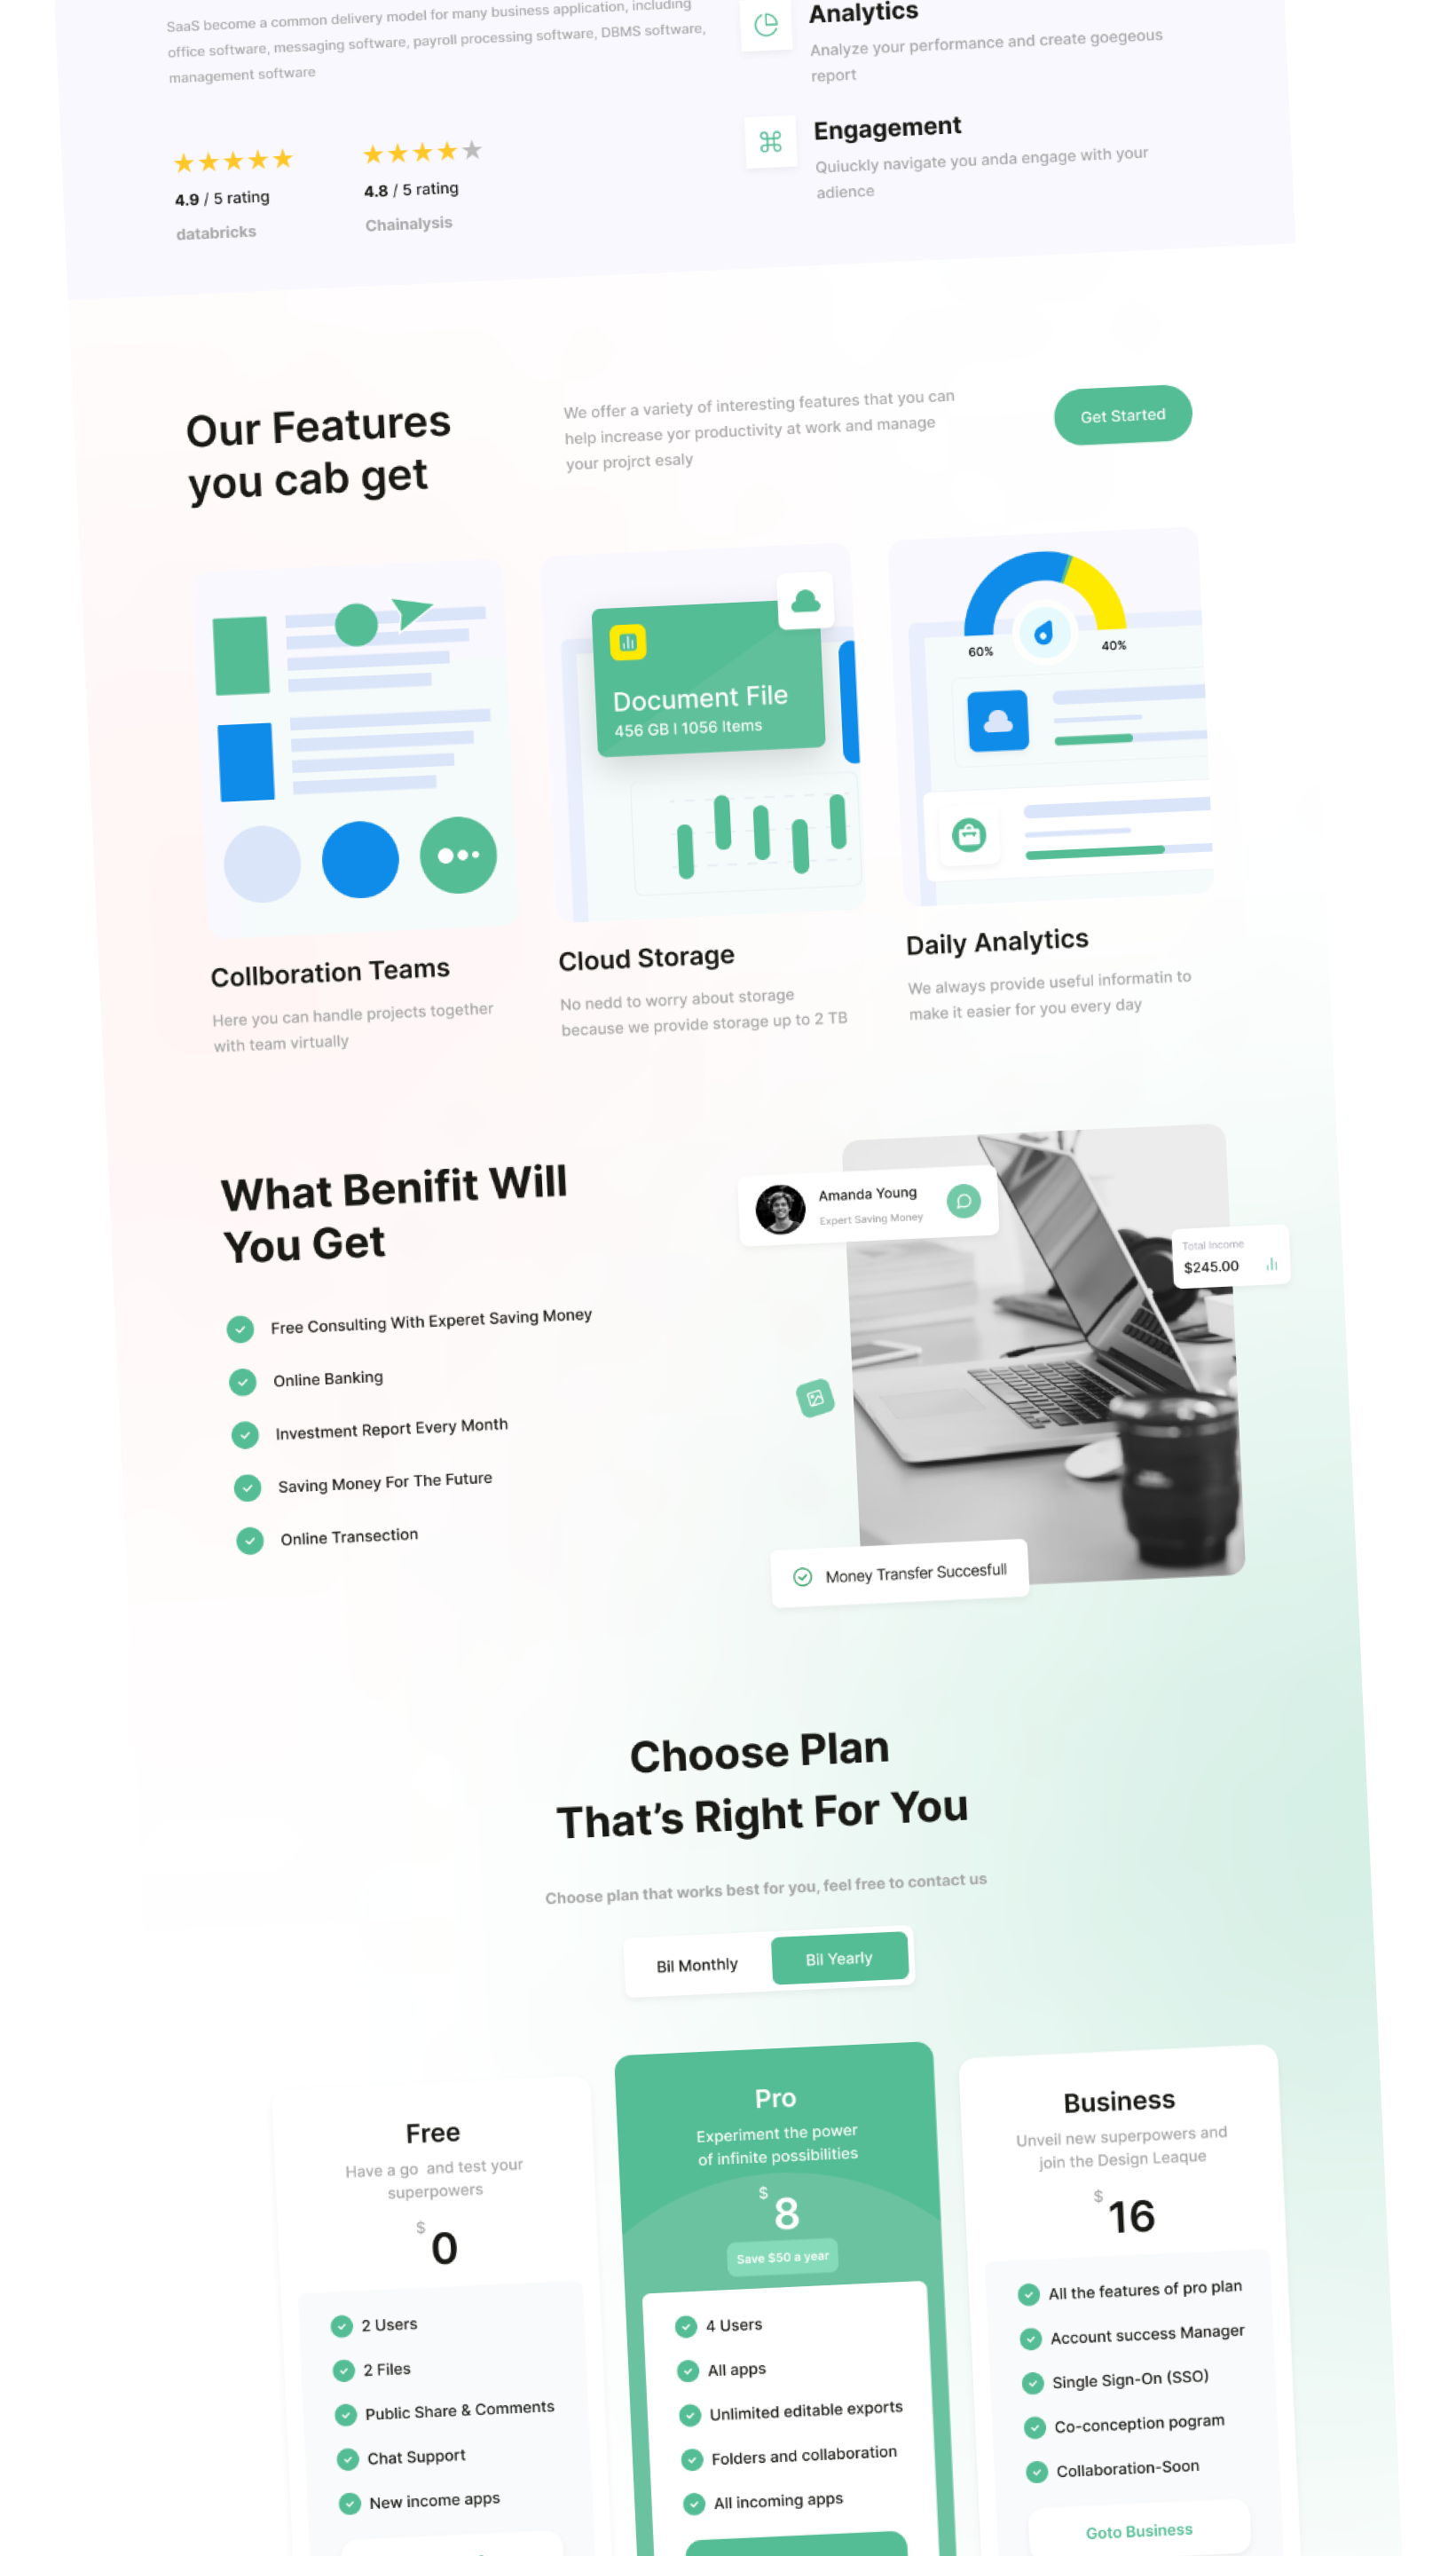 SaaS become a common delivery model for many business application, including
office software, messaging software, payroll processing software, DBMS software,
management software
4.9 / 5 rating
databricks
4.8 / 5 rating
Chainalysis
Analytics
Analyze your performance and create goegeous
report
Engagement
Quiuckly navigate you anda engage with your
adience
Our Features
you cab get
We offer a variety of interesting features that you can
help increase yor productivity at work and manage
your projrct esaly
Get Started
Document File
456 GB | 1056 Items
60%
40%
Collboration Teams
Here you can handle projects together
with team virtually
Cloud Storage
No nedd to worry about storage
because we provide storage up to 2 TB
Daily Analytics
We always provide useful informatin to
make it easier for you every day
What Benifit Will
You Get
Free Consulting With Experet Saving Money
Online Banking
Investment Report Every Month
Saving Money For The Future
Online Transection
Amanda Young
Expert Saving Money
Total Income
$245.00
Money Transfer Succesfull
Choose Plan
That's Right For You
Choose plan that works best for you, feel free to contact us
Bil Monthly
Bil Yearly
Free
Have a go and test your
superpowers
$ 0
2 Users
2 Files
Public Share & Comments
Chat Support
New income apps
Pro
Experiment the power
of infinite possibilities
$ 8
Save $50 a year
4 Users
All apps
Unlimited editable exports
Folders and collaboration
All incoming apps
Business
Unveil new superpowers and
join the Design Leaque
$ 16
All the features of pro plan
Account success Manager
Single Sign-On (SSO)
Co-conception pogram
Collaboration-Soon
Goto Business